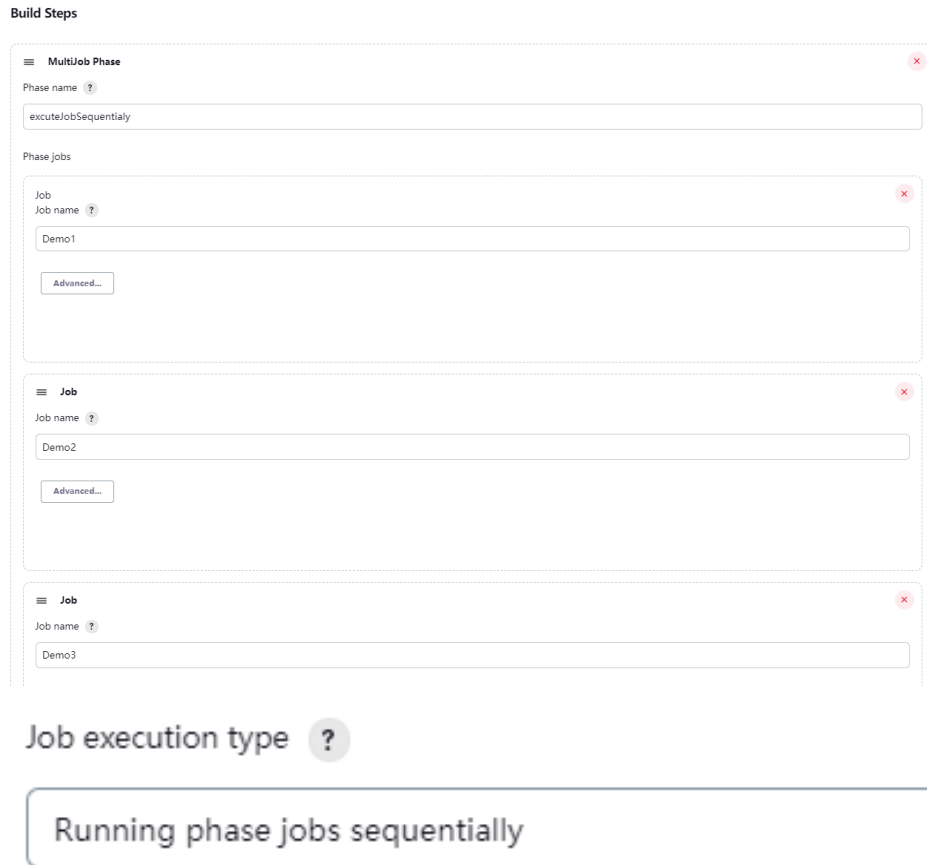 Build Steps
MultiJob Phase
Phase name ?
excuteJobSequentialy
Phase jobs
Job
Job name ?
Demo1
Advanced...
Job
Job name ?
Demo2
Advanced...
Job
Job name ?
Demo3
Job execution type ?
Running phase jobs sequentially